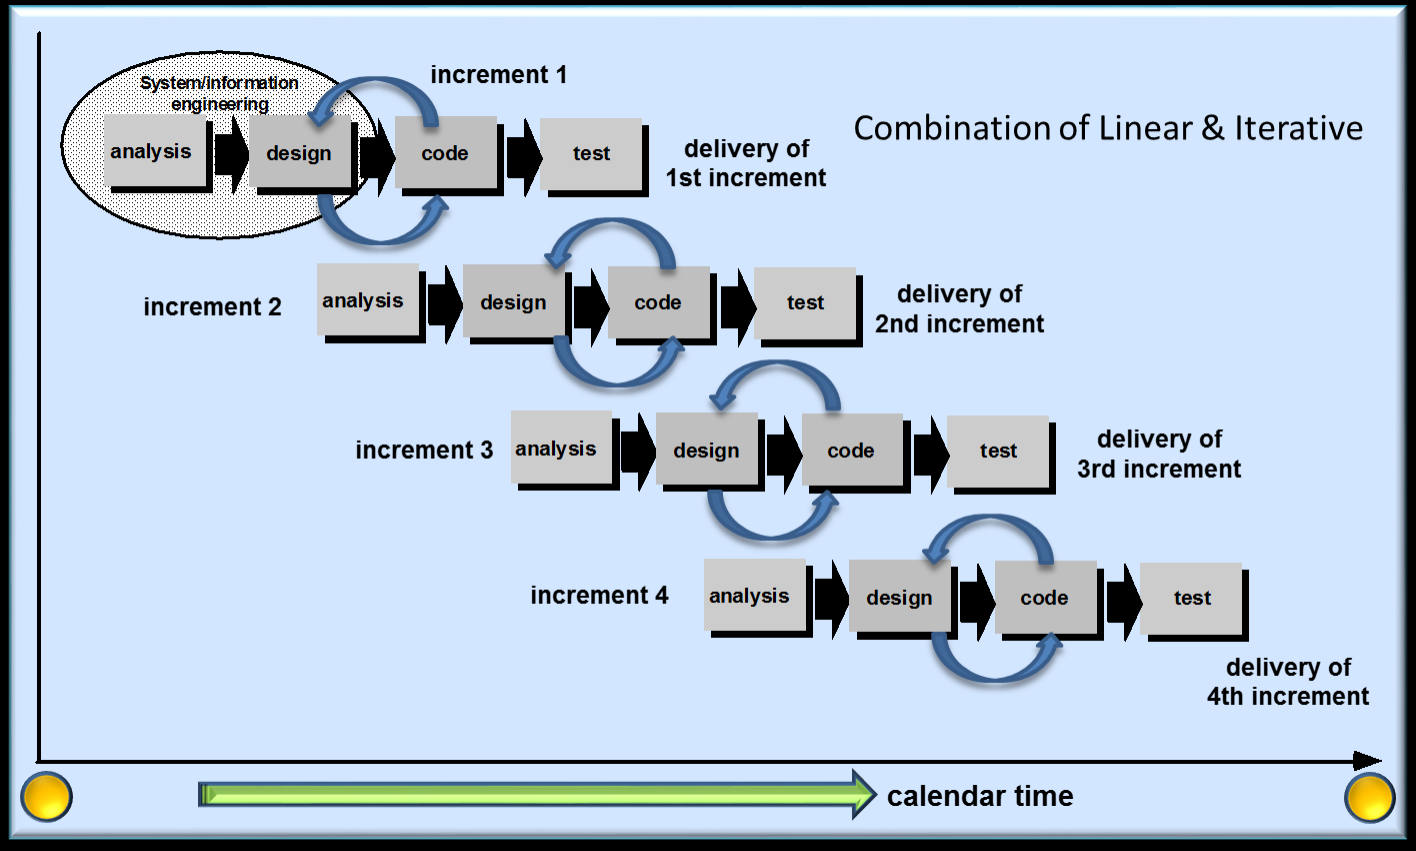 System/information
engineering
increment 1
Combination of Linear & Iterative
analysis
design
code
test
delivery of
1st increment
increment 2
analysis
design
code
test
delivery of
2nd increment
increment 3
analysis
design
code
test
delivery of
3rd increment
increment 4
analysis
design
code
test
delivery of
4th increment
calendar time